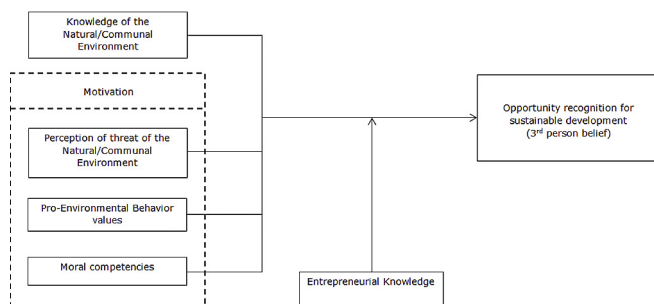 Knowledge of the
Natural/Communal
Environment
Motivation
Perception of threat of the
Natural/Communal
Environment
Pro-Environmental Behavior
values
Moral competencies
Opportunity recognition for
sustainable development
(3rd person belief)
Entrepreneurial Knowledge